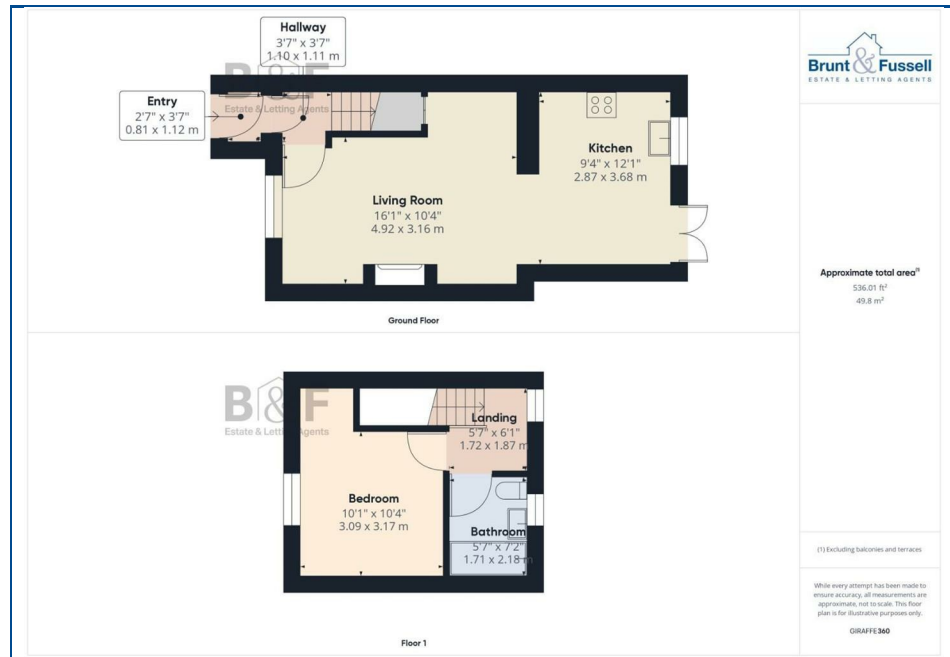 Hallway
3'7" x 3'7"
1.10 x 1.11 m
B&F
Estate & Letting Agents
Entry
2'7" x 3'7"
0.81 x 1.12 m
Living Room
16'1" x 10'4"
4.92 x 3.16 m
Kitchen
9'4" x 12'1"
2.87 x 3.68 m
Ground Floor
B&F
Estate & Letting Agents
Landing
5'7" x 6'1"
1.72 x 1.87 m
Bedroom
10'1" x 10'4"
3.09 x 3.17 m
Bathroom
5'7" x 7'2"
1.71 x 2.18 m
Floor 1
Brunt & Fussell
ESTATE & LETTING AGENTS
Approximate total area(1)
536.01 ft²
49.8 m²
(1) Excluding balconies and terraces
While every attempt has been made to
ensure accuracy, all measurements are
approximate, not to scale. This floor
plan is for illustrative purposes only.
GIRAFFE360